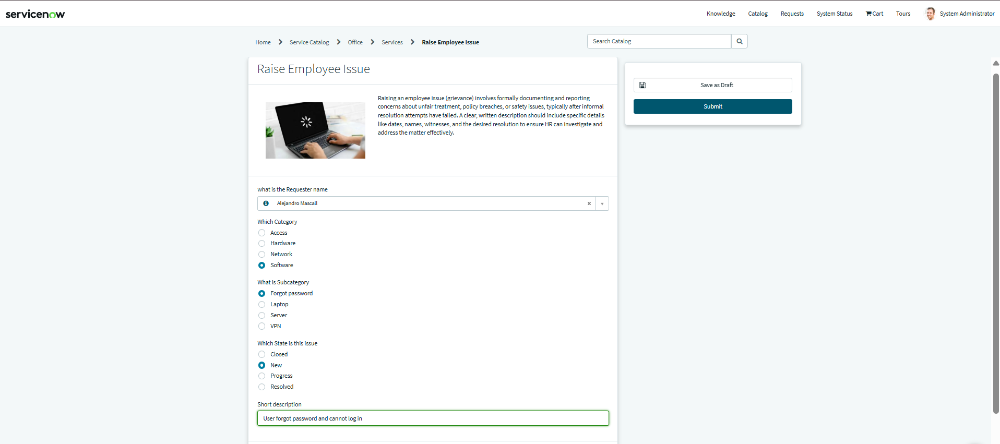 servicenow
Knowledge
Catalog
Requests
System Status
Cart
Tours
System Administrator
Home
Service Catalog
Office
Services
Raise Employee Issue
Search Catalog
Raise Employee Issue
Raising an employee issue (grievance) involves formally documenting and reporting
concerns about unfair treatment, policy breaches, or safety issues, typically after informal
resolution attempts have failed. A clear, written description should include specific details
like dates, names, witnesses, and the desired resolution to ensure HR can investigate and
address the matter effectively.
Save as Draft
Submit
what is the Requester name
Alejandro Mascall
Which Category
Access
Hardware
Network
Software
What is Subcategory
Forgot password
Laptop
Server
VPN
Which State is this issue
Closed
New
Progress
Resolved
Short description
User forgot password and cannot log in